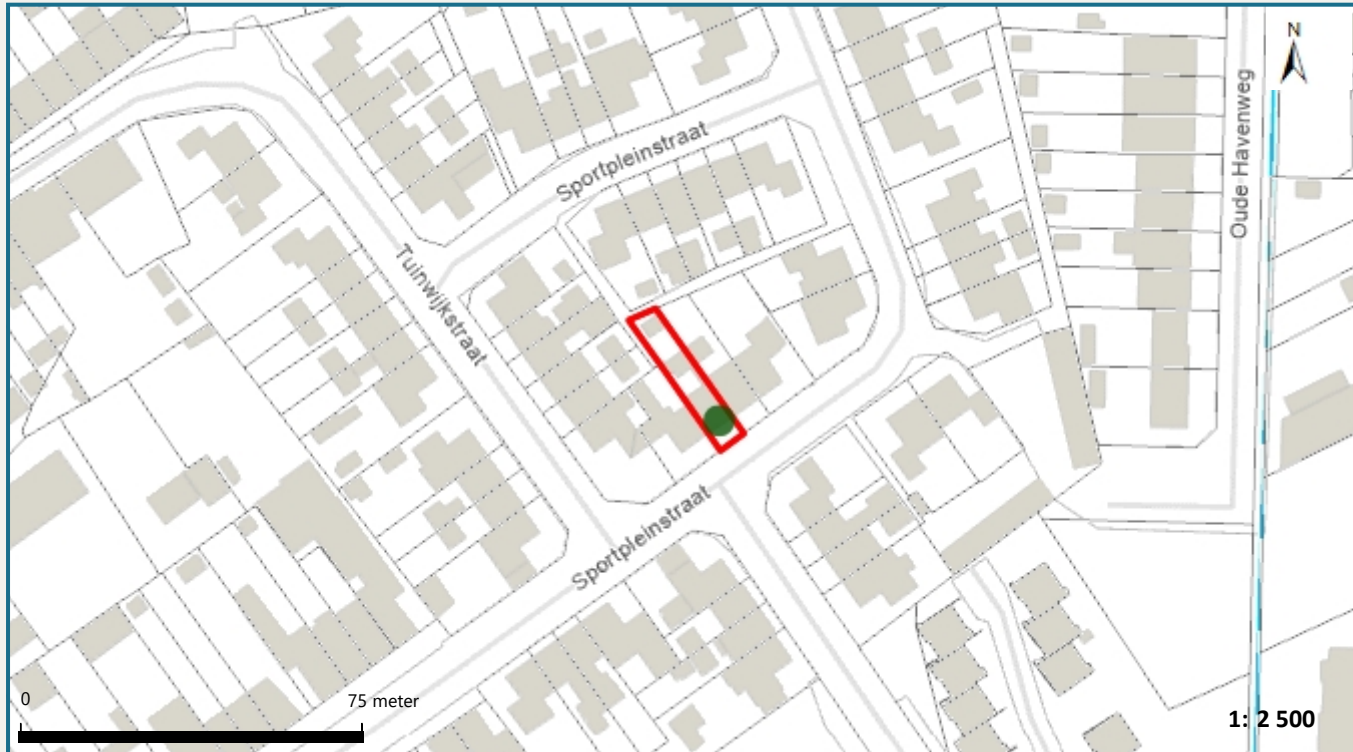 N
Oude Havenweg
Sportpleinstraat
Tuinwijkstraat
Sportpleinstraat
0
75 meter
1: 2 500